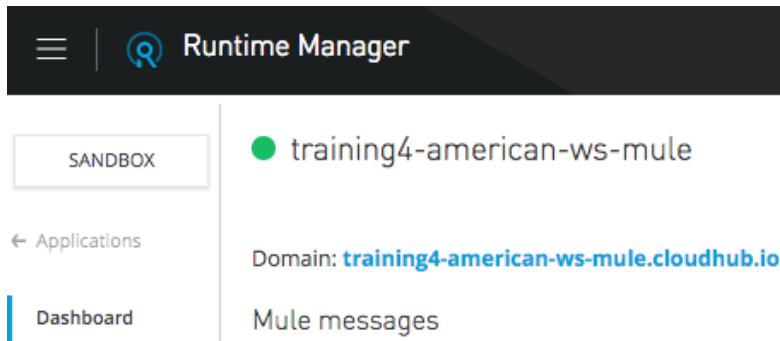 Runtime Manager
SANDBOX
training4-american-ws-mule
← Applications
Domain: training4-american-ws-mule.cloudhub.io
Dashboard
Mule messages